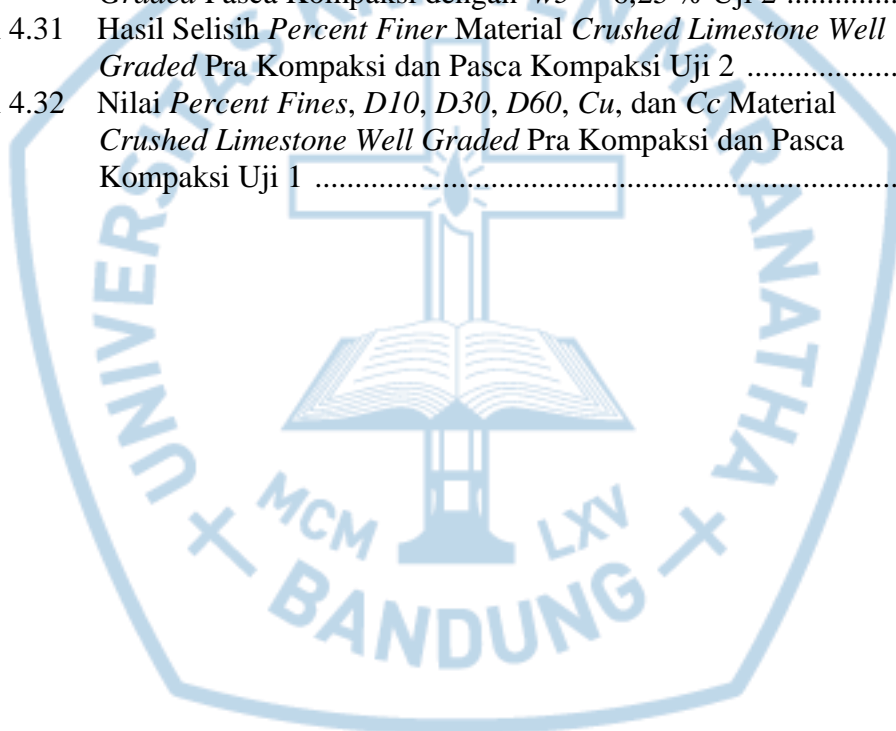 Graded Pasca Kompaksi dengan w5 = 6,25 % Uji 2 ................
4.31 Hasil Selisih Percent Finer Material Crushed Limestone Well
Graded Pra Kompaksi dan Pasca Kompaksi Uji 2 ...................
4.32 Nilai Percent Fines, D10, D30, D60, Cu, dan Cc Material
Crushed Limestone Well Graded Pra Kompaksi dan Pasca
Kompaksi Uji 1 ..........................................................................
MCM LXV
BANDUNG